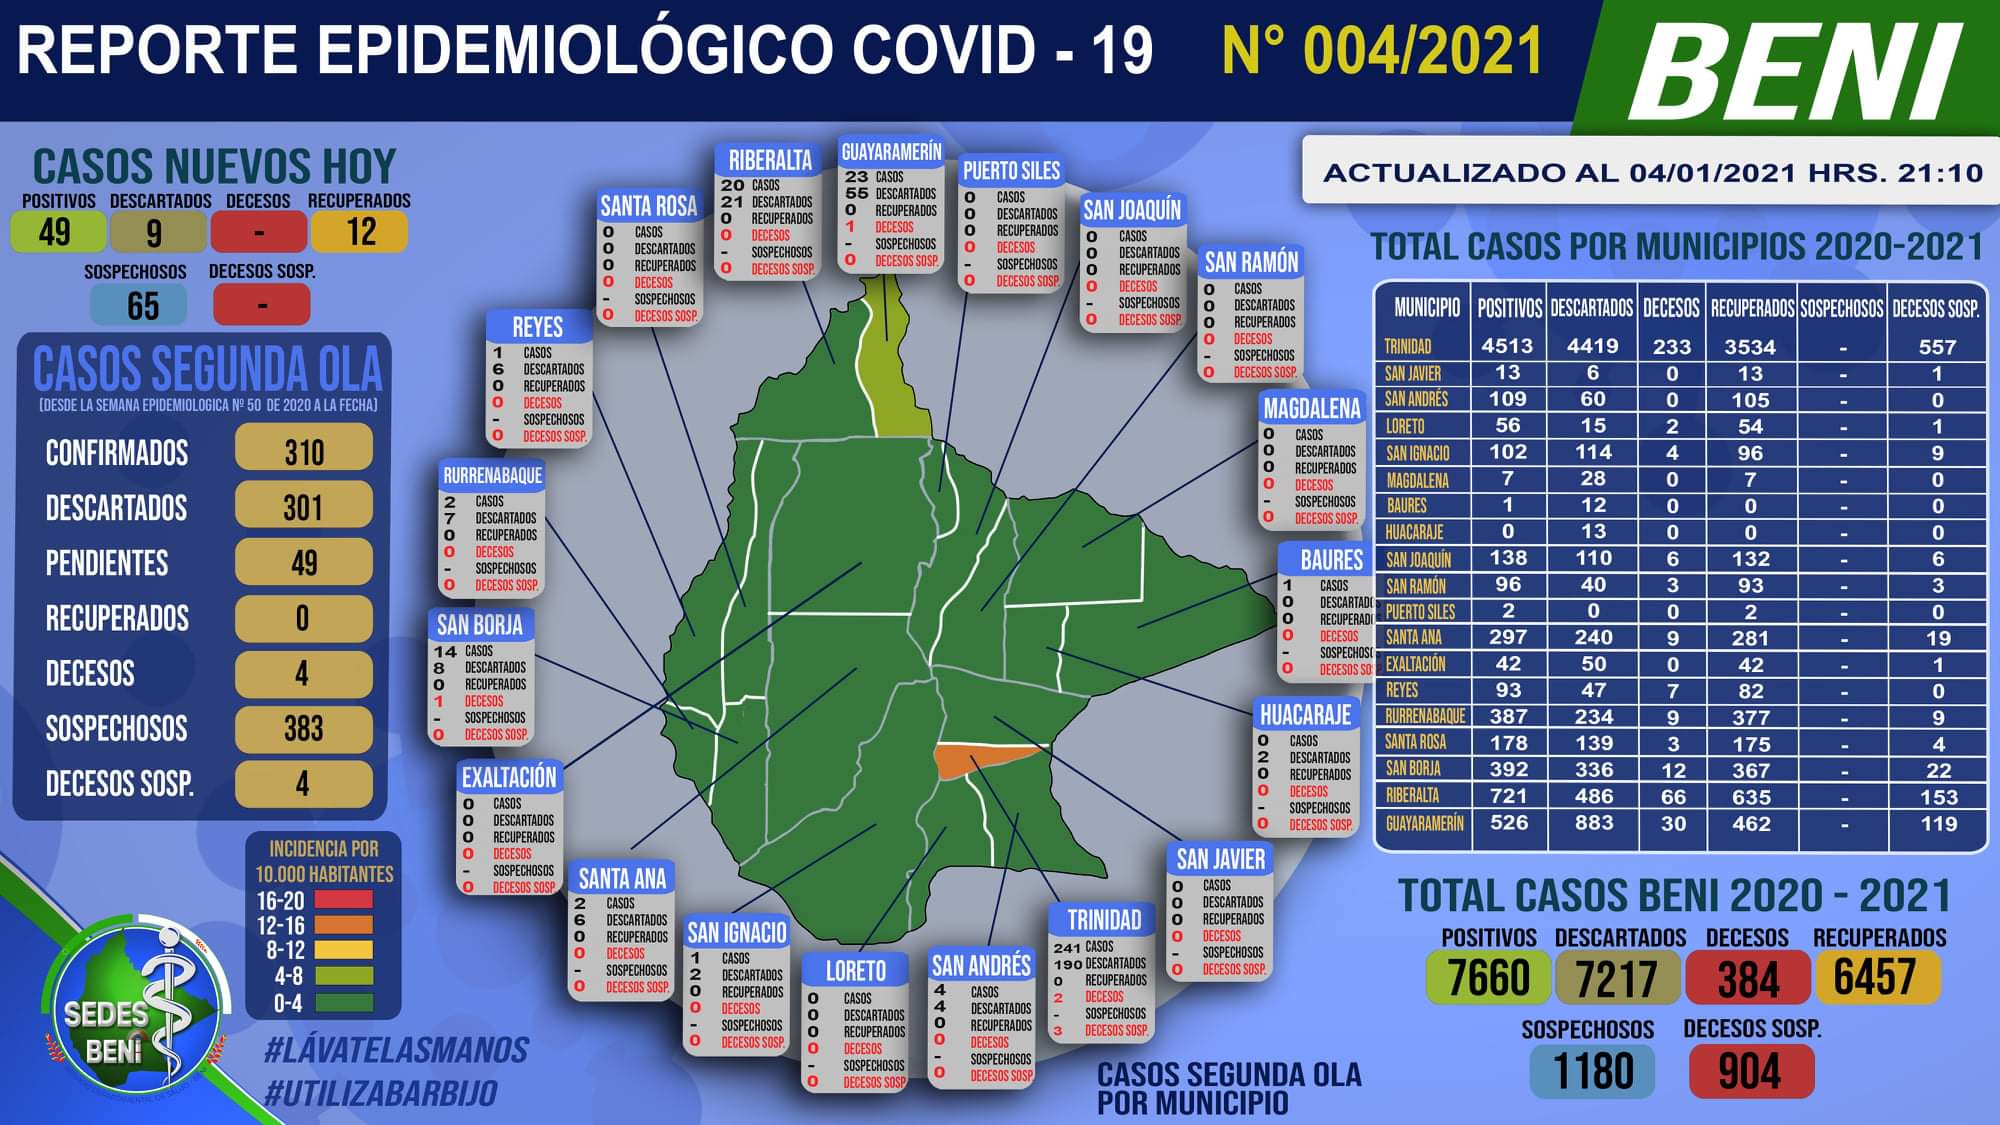 REPORTE EPIDEMIOLÓGICO COVID - 19 N° 004/2021
BENI
ACTUALIZADO AL 04/01/2021 HRS. 21:10
CASOS NUEVOS HOY
POSITIVOS DESCARTADOS DECESOS RECUPERADOS
49 9 - 12
SOSPECHOSOS DECESOS SOSP.
65 -
CASOS SEGUNDA OLA
(DESDE LA SEMANA EPIDEMIOLOGICA Nº 50 DE 2020 A LA FECHA)
CONFIRMADOS 310
DESCARTADOS 301
PENDIENTES 49
RECUPERADOS 0
DECESOS 4
SOSPECHOSOS 383
DECESOS SOSP. 4
INCIDENCIA POR
10.000 HABITANTES
16-20
12-16
8-12
4-8
0-4
SEDES
BENI
#LÁVATELASMANOS
#UTILIZABARBIJO
RIBERALTA
20 CASOS
21 DESCARTADOS
0 RECUPERADOS
0 DECESOS
- SOSPECHOSOS
0 DECESOS SOSP.
GUAYARAMERÍN
23 CASOS
55 DESCARTADOS
0 RECUPERADOS
1 DECESOS
- SOSPECHOSOS
0 DECESOS SOSP.
PUERTO SILES
0 CASOS
0 DESCARTADOS
0 RECUPERADOS
0 DECESOS
- SOSPECHOSOS
0 DECESOS SOSP.
SANTA ROSA
0 CASOS
0 DESCARTADOS
0 RECUPERADOS
0 DECESOS
- SOSPECHOSOS
0 DECESOS SOSP.
SAN JOAQUÍN
0 CASOS
0 DESCARTADOS
0 RECUPERADOS
0 DECESOS
- SOSPECHOSOS
0 DECESOS SOSP.
SAN RAMÓN
0 CASOS
0 DESCARTADOS
0 RECUPERADOS
0 DECESOS
- SOSPECHOSOS
0 DECESOS SOSP.
REYES
1 CASOS
6 DESCARTADOS
0 RECUPERADOS
0 DECESOS
- SOSPECHOSOS
0 DECESOS SOSP.
MAGDALENA
0 CASOS
0 DESCARTADOS
0 RECUPERADOS
0 DECESOS
- SOSPECHOSOS
0 DECESOS SOSP.
RURRENABAQUE
2 CASOS
7 DESCARTADOS
0 RECUPERADOS
0 DECESOS
- SOSPECHOSOS
0 DECESOS SOSP.
BAURES
1 CASOS
0 DESCARTADO
0 RECUPERAD
0 DECESOS
- SOSPECHOS
0 DECESOS SO
SAN BORJA
14 CASOS
8 DESCARTADOS
0 RECUPERADOS
1 DECESOS
- SOSPECHOSOS
0 DECESOS SOSP.
HUACARAJE
0 CASOS
2 DESCARTADOS
0 RECUPERADOS
0 DECESOS
- SOSPECHOSOS
0 DECESOS SOSP.
EXALTACIÓN
0 CASOS
0 DESCARTADOS
0 RECUPERADOS
0 DECESOS
- SOSPECHOSOS
0 DECESOS SOSP
SAN JAVIER
0 CASOS
0 DESCARTADOS
0 RECUPERADOS
0 DECESOS
- SOSPECHOSOS
0 DECESOS SOSP.
SANTA ANA
2 CASOS
6 DESCARTADOS
0 RECUPERADOS
0 DECESOS
- SOSPECHOSOS
0 DECESOS SOSP.
SAN IGNACIO
1 CASOS
2 DESCARTADOS
0 RECUPERADOS
0 DECESOS
- SOSPECHOSOS
0 DECESOS SOSP.
LORETO
0 CASOS
0 DESCARTADOS
0 RECUPERADOS
0 DECESOS
- SOSPECHOSOS
0 DECESOS SOSP.
SAN ANDRÉS
4 CASOS
4 DESCARTADOS
0 RECUPERADOS
0 DECESOS
- SOSPECHOSOS
0 DECESOS SOSP.
TRINIDAD
241 CASOS
190 DESCARTADOS
0 RECUPERADOS
2 DECESOS
- SOSPECHOSOS
3 DECESOS SOSP.
CASOS SEGUNDA OLA
POR MUNICIPIO
TOTAL CASOS POR MUNICIPIOS 2020-2021
MUNICIPIO POSITIVOS DESCARTADOS DECESOS RECUPERADOS SOSPECHOSOS DECESOS SOSP.
TRINIDAD 4513 4419 233 3534 - 557
SAN JAVIER 13 6 0 13 - 1
SAN ANDRÉS 109 60 0 105 - 0
LORETO 56 15 2 54 - 1
SAN IGNACIO 102 114 4 96 - 9
MAGDALENA 7 28 0 7 - 0
BAURES 1 12 0 0 - 0
HUACARAJE 0 13 0 0 - 0
SAN JOAQUÍN 138 110 6 132 - 6
SAN RAMÓN 96 40 3 93 - 3
PUERTO SILES 2 0 0 2 - 0
SANTA ANA 297 240 9 281 - 19
EXALTACIÓN 42 50 0 42 - 1
REYES 93 47 7 82 - 0
RURRENABAQUE 387 234 9 377 - 9
SANTA ROSA 178 139 3 175 - 4
SAN BORJA 392 336 12 367 - 22
RIBERALTA 721 486 66 635 - 153
GUAYARAMERÍN 526 883 30 462 - 119
TOTAL CASOS BENI 2020 - 2021
POSITIVOS DESCARTADOS DECESOS RECUPERADOS
7660 7217 384 6457
SOSPECHOSOS DECESOS SOSP.
1180 904